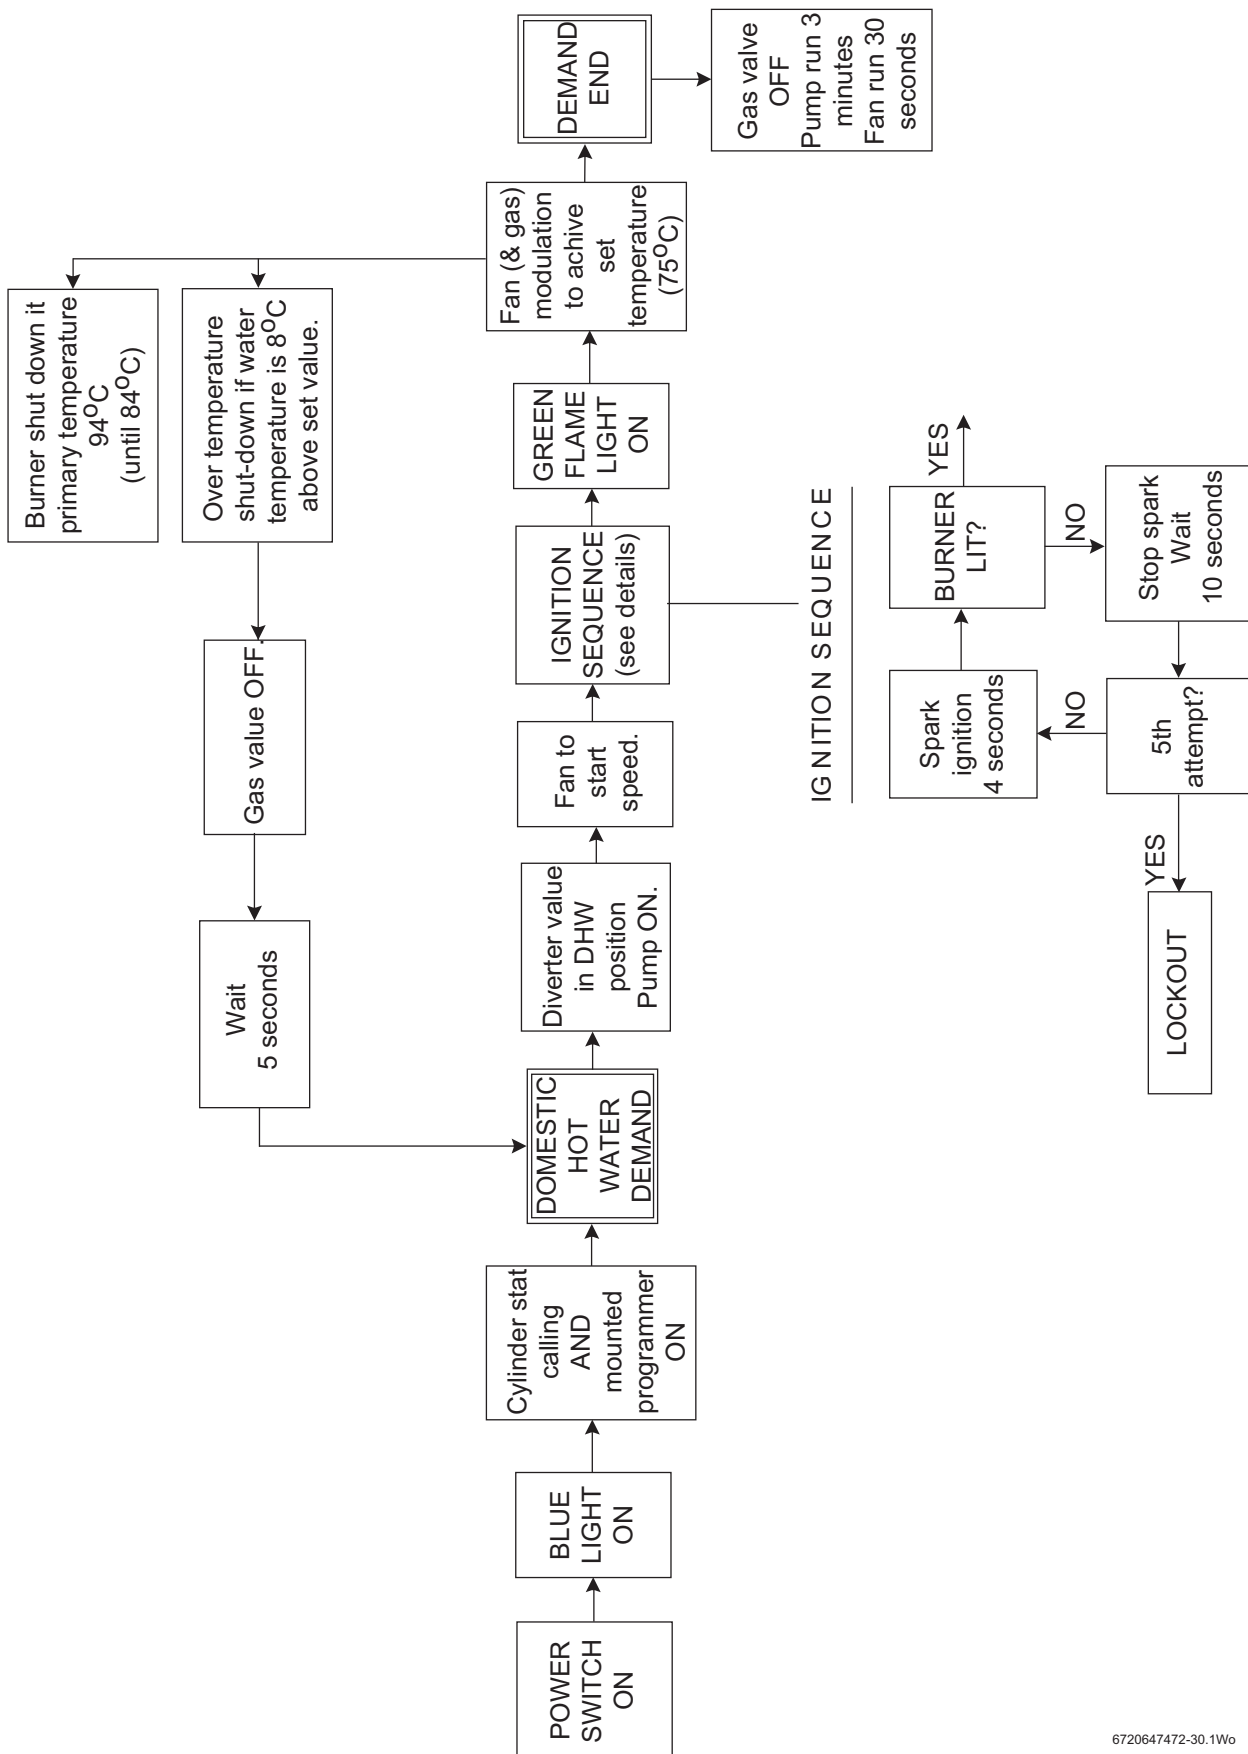 POWER
SWITCH
ON
BLUE
LIGHT
ON
Cylinder stat
calling
AND
mounted
programmer
ON
DOMESTIC
HOT
WATER
DEMAND
Diverter value
in DHW
position
Pump ON.
Fan to
start
speed.
IGNITION
SEQUENCE
(see details)
GREEN
FLAME
LIGHT
ON
Fan (& gas)
modulation
to achive
set
temperature
(75°C)
DEMAND
END
Gas valve
OFF
Pump run 3
minutes
Fan run 30
seconds
Burner shut down it
primary temperature
94°C
(until 84°C)
Over temperature
shut-down if water
temperature is 8°C
above set value.
Gas value OFF.
Wait
5 seconds
IGNITION SEQUENCE
Spark
ignition
4 seconds
BURNER
LIT?
YES
NO
Stop spark
Wait
10 seconds
5th
attempt?
NO
YES
LOCKOUT
6720647472-30.1Wo